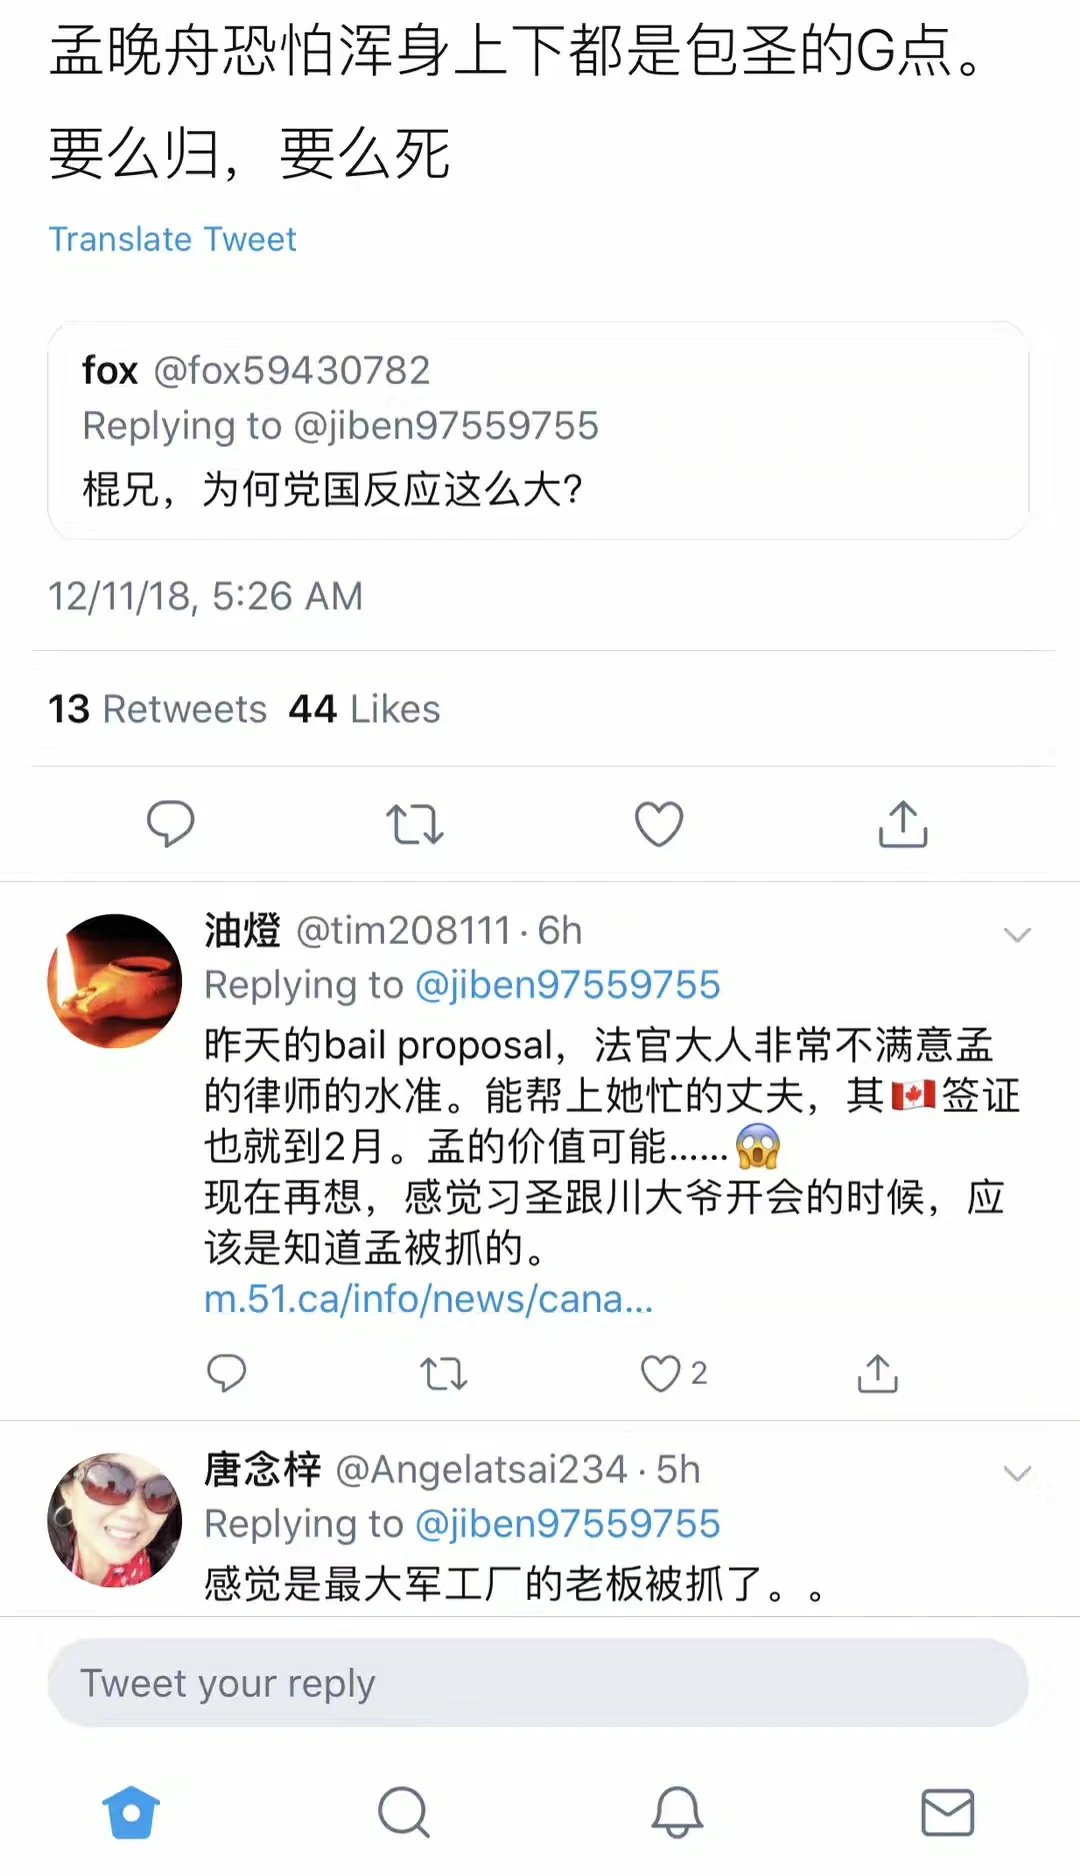 孟晚舟恐怕浑身上下都是包圣的G点。
要么归，要么死
Translate Tweet
fox @fox59430782
Replying to @jiben97559755
棍兄，为何党国反应这么大？
12/11/18, 5:26 AM
13 Retweets 44 Likes
油燈 @tim208111 · 6h
Replying to @jiben97559755
昨天的bail proposal，法官大人非常不满意孟
的律师的水准。能帮上她忙的丈夫，其🇨🇦签证
也就到2月。孟的价值可能......😱
现在再想，感觉习圣跟川大爷开会的时候，应
该是知道孟被抓的。
m.51.ca/info/news/cana...
2
唐念梓 @Angelatsai234 · 5h
Replying to @jiben97559755
感觉是最大军工厂的老板被抓了。。
Tweet your reply